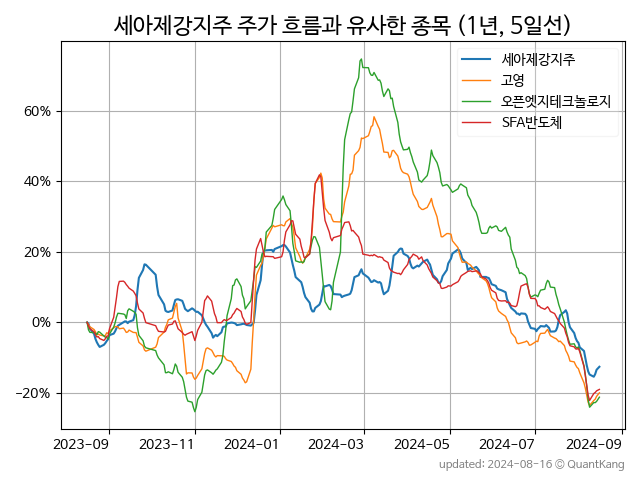 세아제강지주 주가 흐름과 유사한 종목 (1년, 5일선)
세아제강지주
고영
오픈엣지테크놀로지
SFA반도체
60%
40%
20%
0%
−20%
2023-09 2023-11 2024-01 2024-03 2024-05 2024-07 2024-09
updated: 2024-08-16 © QuantKang